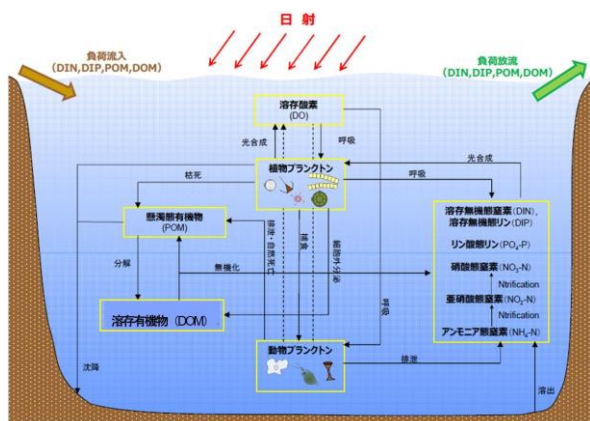 日 射
負荷流入
(DIN,DIP,POM,DOM)
負荷放流
(DIN,DIP,POM,DOM)
溶存酸素
(DO)
光合成
呼吸
植物プランクトン
光合成
呼吸
枯死
懸濁態有機物
(POM)
溶存無機態窒素(DIN)、
溶存無機態リン(DIP)
リン酸態リン(PO₄-P)
硝酸態窒素(NO₃-N)
Ntrification
亜硝酸態窒素(NO₂-N)
Ntrification
アンモニア態窒素(NH₄-N)
排泄・自然死亡
捕食
細胞外分泌
分解
無機化
呼吸
溶存有機物（DOM）
動物プランクトン
排泄
沈降
溶出